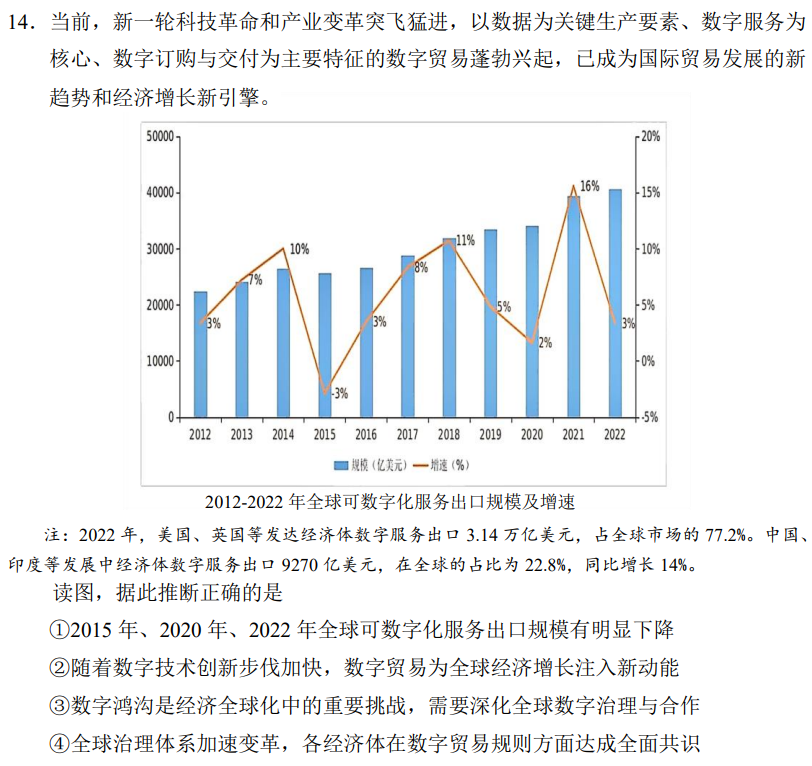 14. 当前，新一轮科技革命和产业变革突飞猛进，以数据为关键生产要素、数字服务为
核心、数字订购与交付为主要特征的数字贸易蓬勃兴起，已成为国际贸易发展的新
趋势和经济增长新引擎。
50000
20%
40000
16%
15%
30000
10%
11%
10%
8%
7%
20000
5%
5%
3%
3%
3%
2%
10000
0%
-3%
0
-5%
2012 2013 2014 2015 2016 2017 2018 2019 2020 2021 2022
规模（亿美元） 增速（%）
2012-2022 年全球可数字化服务出口规模及增速
注：2022 年，美国、英国等发达经济体数字服务出口 3.14 万亿美元，占全球市场的 77.2%。中国、
印度等发展中经济体数字服务出口 9270 亿美元，在全球的占比为 22.8%，同比增长 14%。
读图，据此推断正确的是
①2015 年、2020 年、2022 年全球可数字化服务出口规模有明显下降
②随着数字技术创新步伐加快，数字贸易为全球经济增长注入新动能
③数字鸿沟是经济全球化中的重要挑战，需要深化全球数字治理与合作
④全球治理体系加速变革，各经济体在数字贸易规则方面达成全面共识